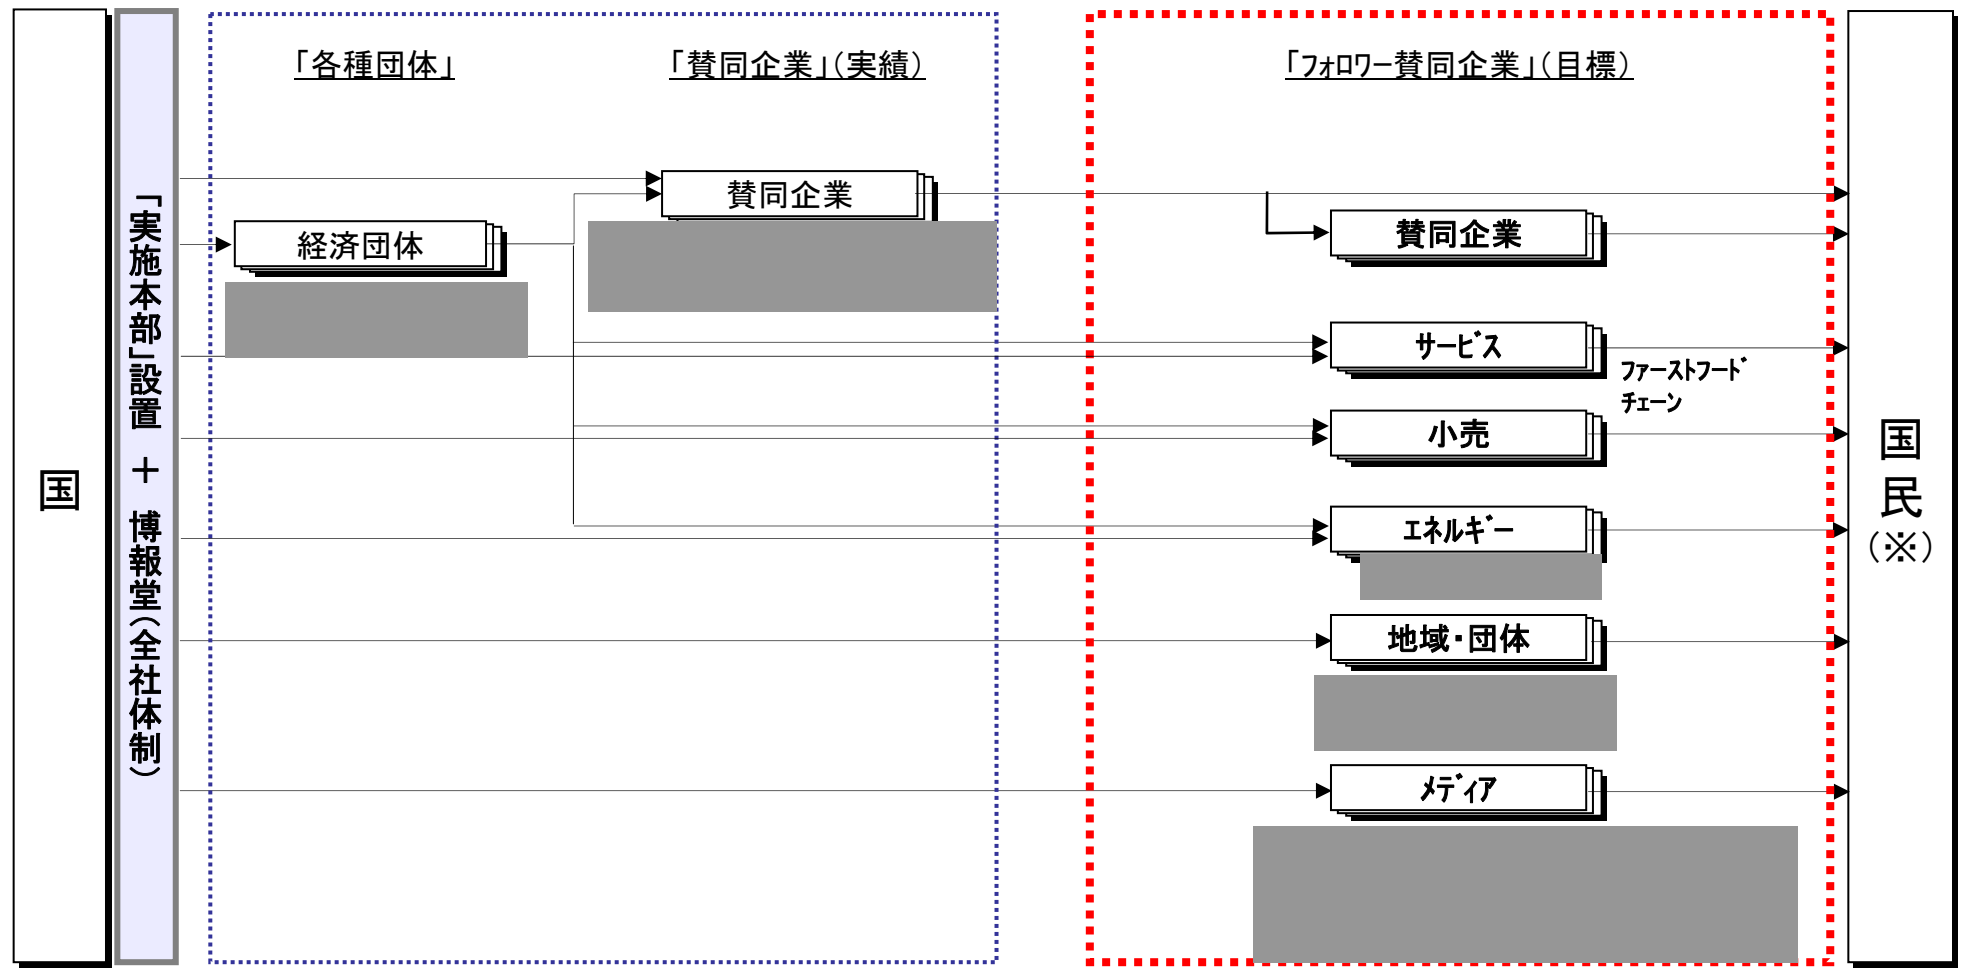 国
「実施本部」設置 ＋ 博報堂（全社体制）
「各種団体」
「賛同企業」（実績）
経済団体
賛同企業
「ﾌｫﾛﾜｰ賛同企業」（目標）
賛同企業
ｻｰﾋﾞｽ
ﾌｧｰｽﾄﾌｰﾄﾞ
ﾁｪｰﾝ
小売
ｴﾈﾙｷﾞｰ
地域・団体
ﾒﾃﾞｨｱ
国民
（※）